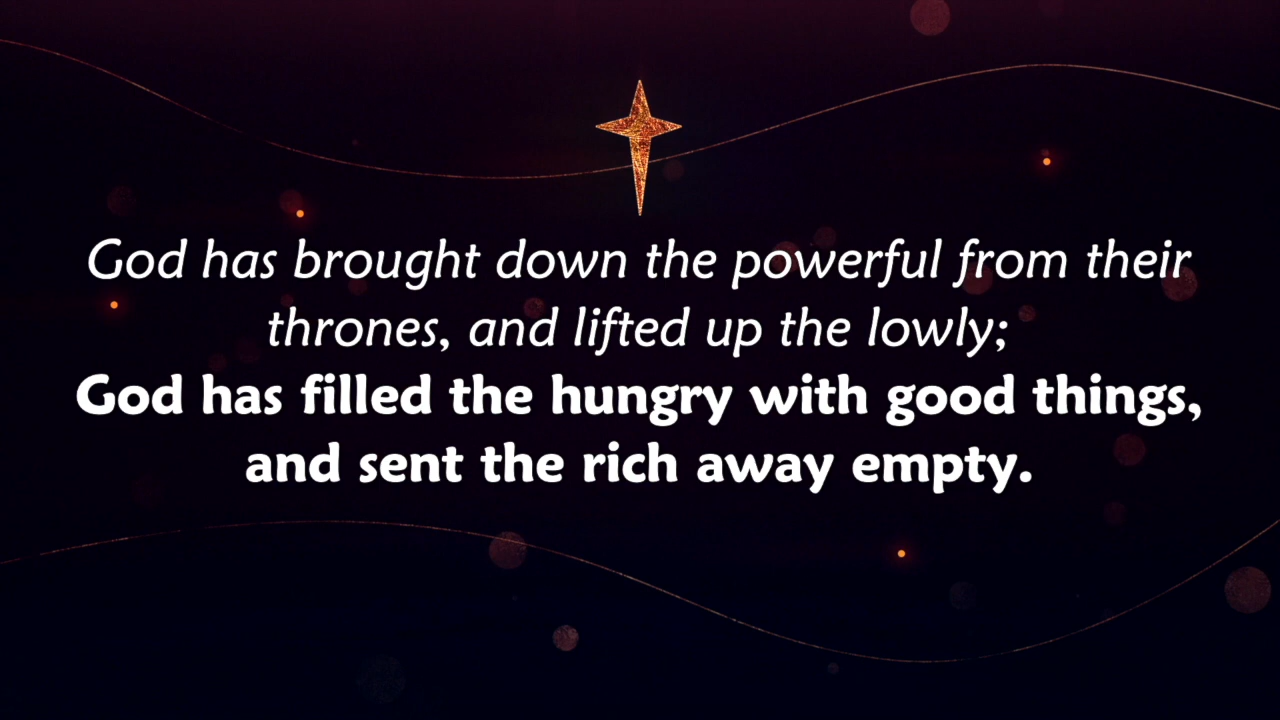 God has brought down the powerful from their
thrones, and lifted up the lowly;
God has filled the hungry with good things,
and sent the rich away empty.